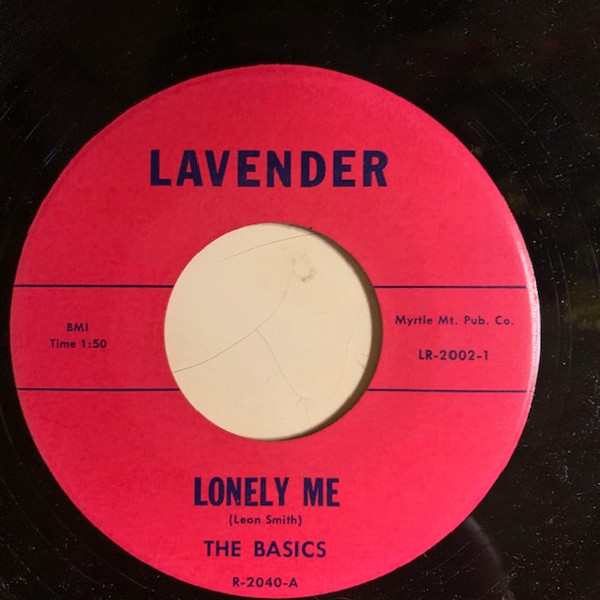 LAVENDER
BMI
Time 1:50
Myrtle Mt. Pub. Co.
LR-2002-1
LONELY ME
(Leon Smith)
THE BASICS
R-2040-A